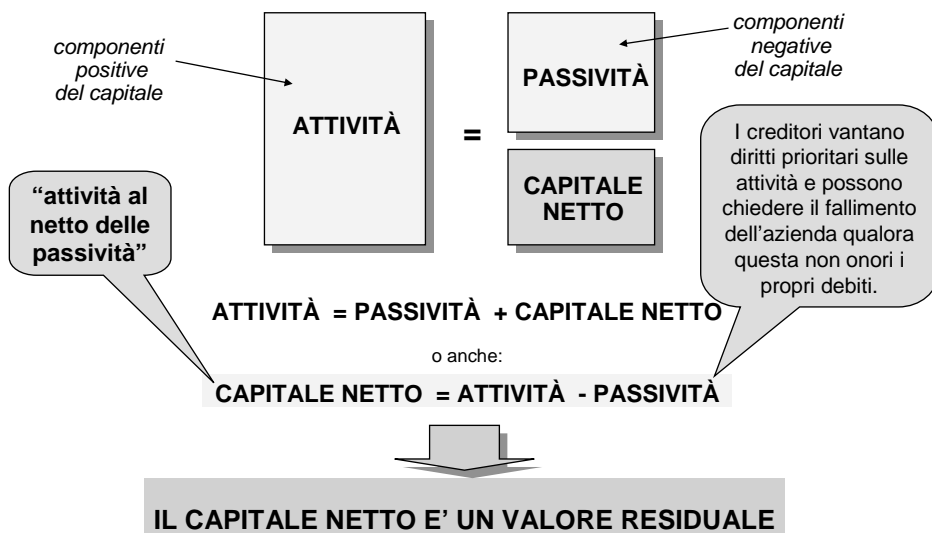 componenti
positive
del capitale
ATTIVITÀ
=
PASSIVITÀ
CAPITALE
NETTO
componenti
negative
del capitale
“attività al
netto delle
passività”
I creditori vantano
diritti prioritari sulle
attività e possono
chiedere il fallimento
dell’azienda qualora
questa non onori i
propri debiti.
ATTIVITÀ = PASSIVITÀ + CAPITALE NETTO
o anche:
CAPITALE NETTO = ATTIVITÀ - PASSIVITÀ
IL CAPITALE NETTO E’ UN VALORE RESIDUALE